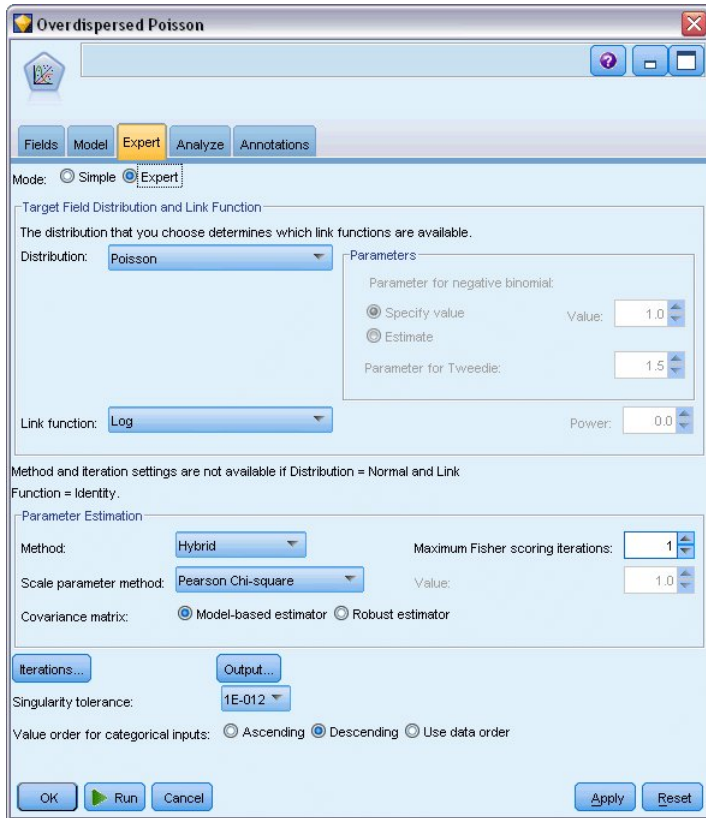 Overdispersed Poisson
Fields Model Expert Analyze Annotations
Mode: Simple Expert
Target Field Distribution and Link Function
The distribution that you choose determines which link functions are available.
Distribution: Poisson
Parameters
Parameter for negative binomial:
Specify value Value: 1.0
Estimate
Parameter for Tweedie: 1.5
Link function: Log Power: 0.0
Method and iteration settings are not available if Distribution = Normal and Link
Function = Identity.
Parameter Estimation
Method: Hybrid Maximum Fisher scoring iterations: 1
Scale parameter method: Pearson Chi-square Value: 1.0
Covariance matrix: Model-based estimator Robust estimator
Iterations... Output...
Singularity tolerance: 1E-012
Value order for categorical inputs: Ascending Descending Use data order
OK Run Cancel Apply Reset